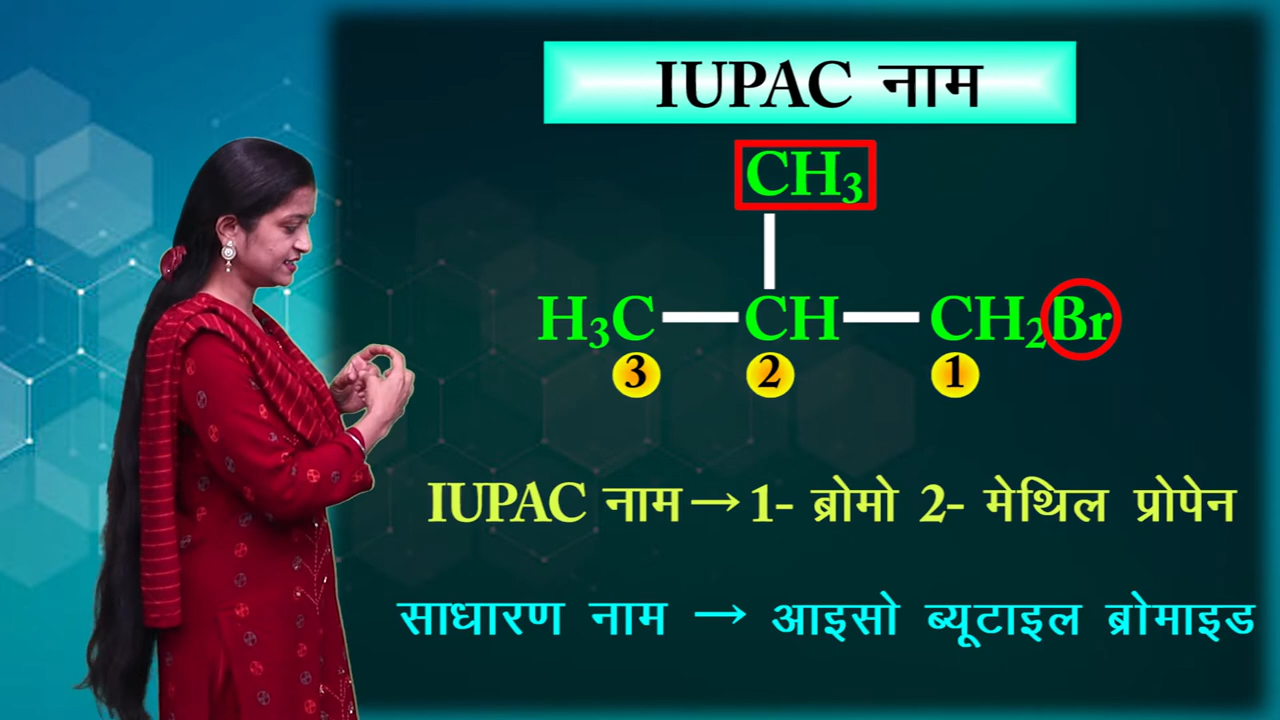 IUPAC नाम
CH₃
H₃C — CH — CH₂Br
3 2 1
IUPAC नाम → 1- ब्रोमो 2- मेथिल प्रोपेन
साधारण नाम → आइसो ब्यूटाइल ब्रोमाइड